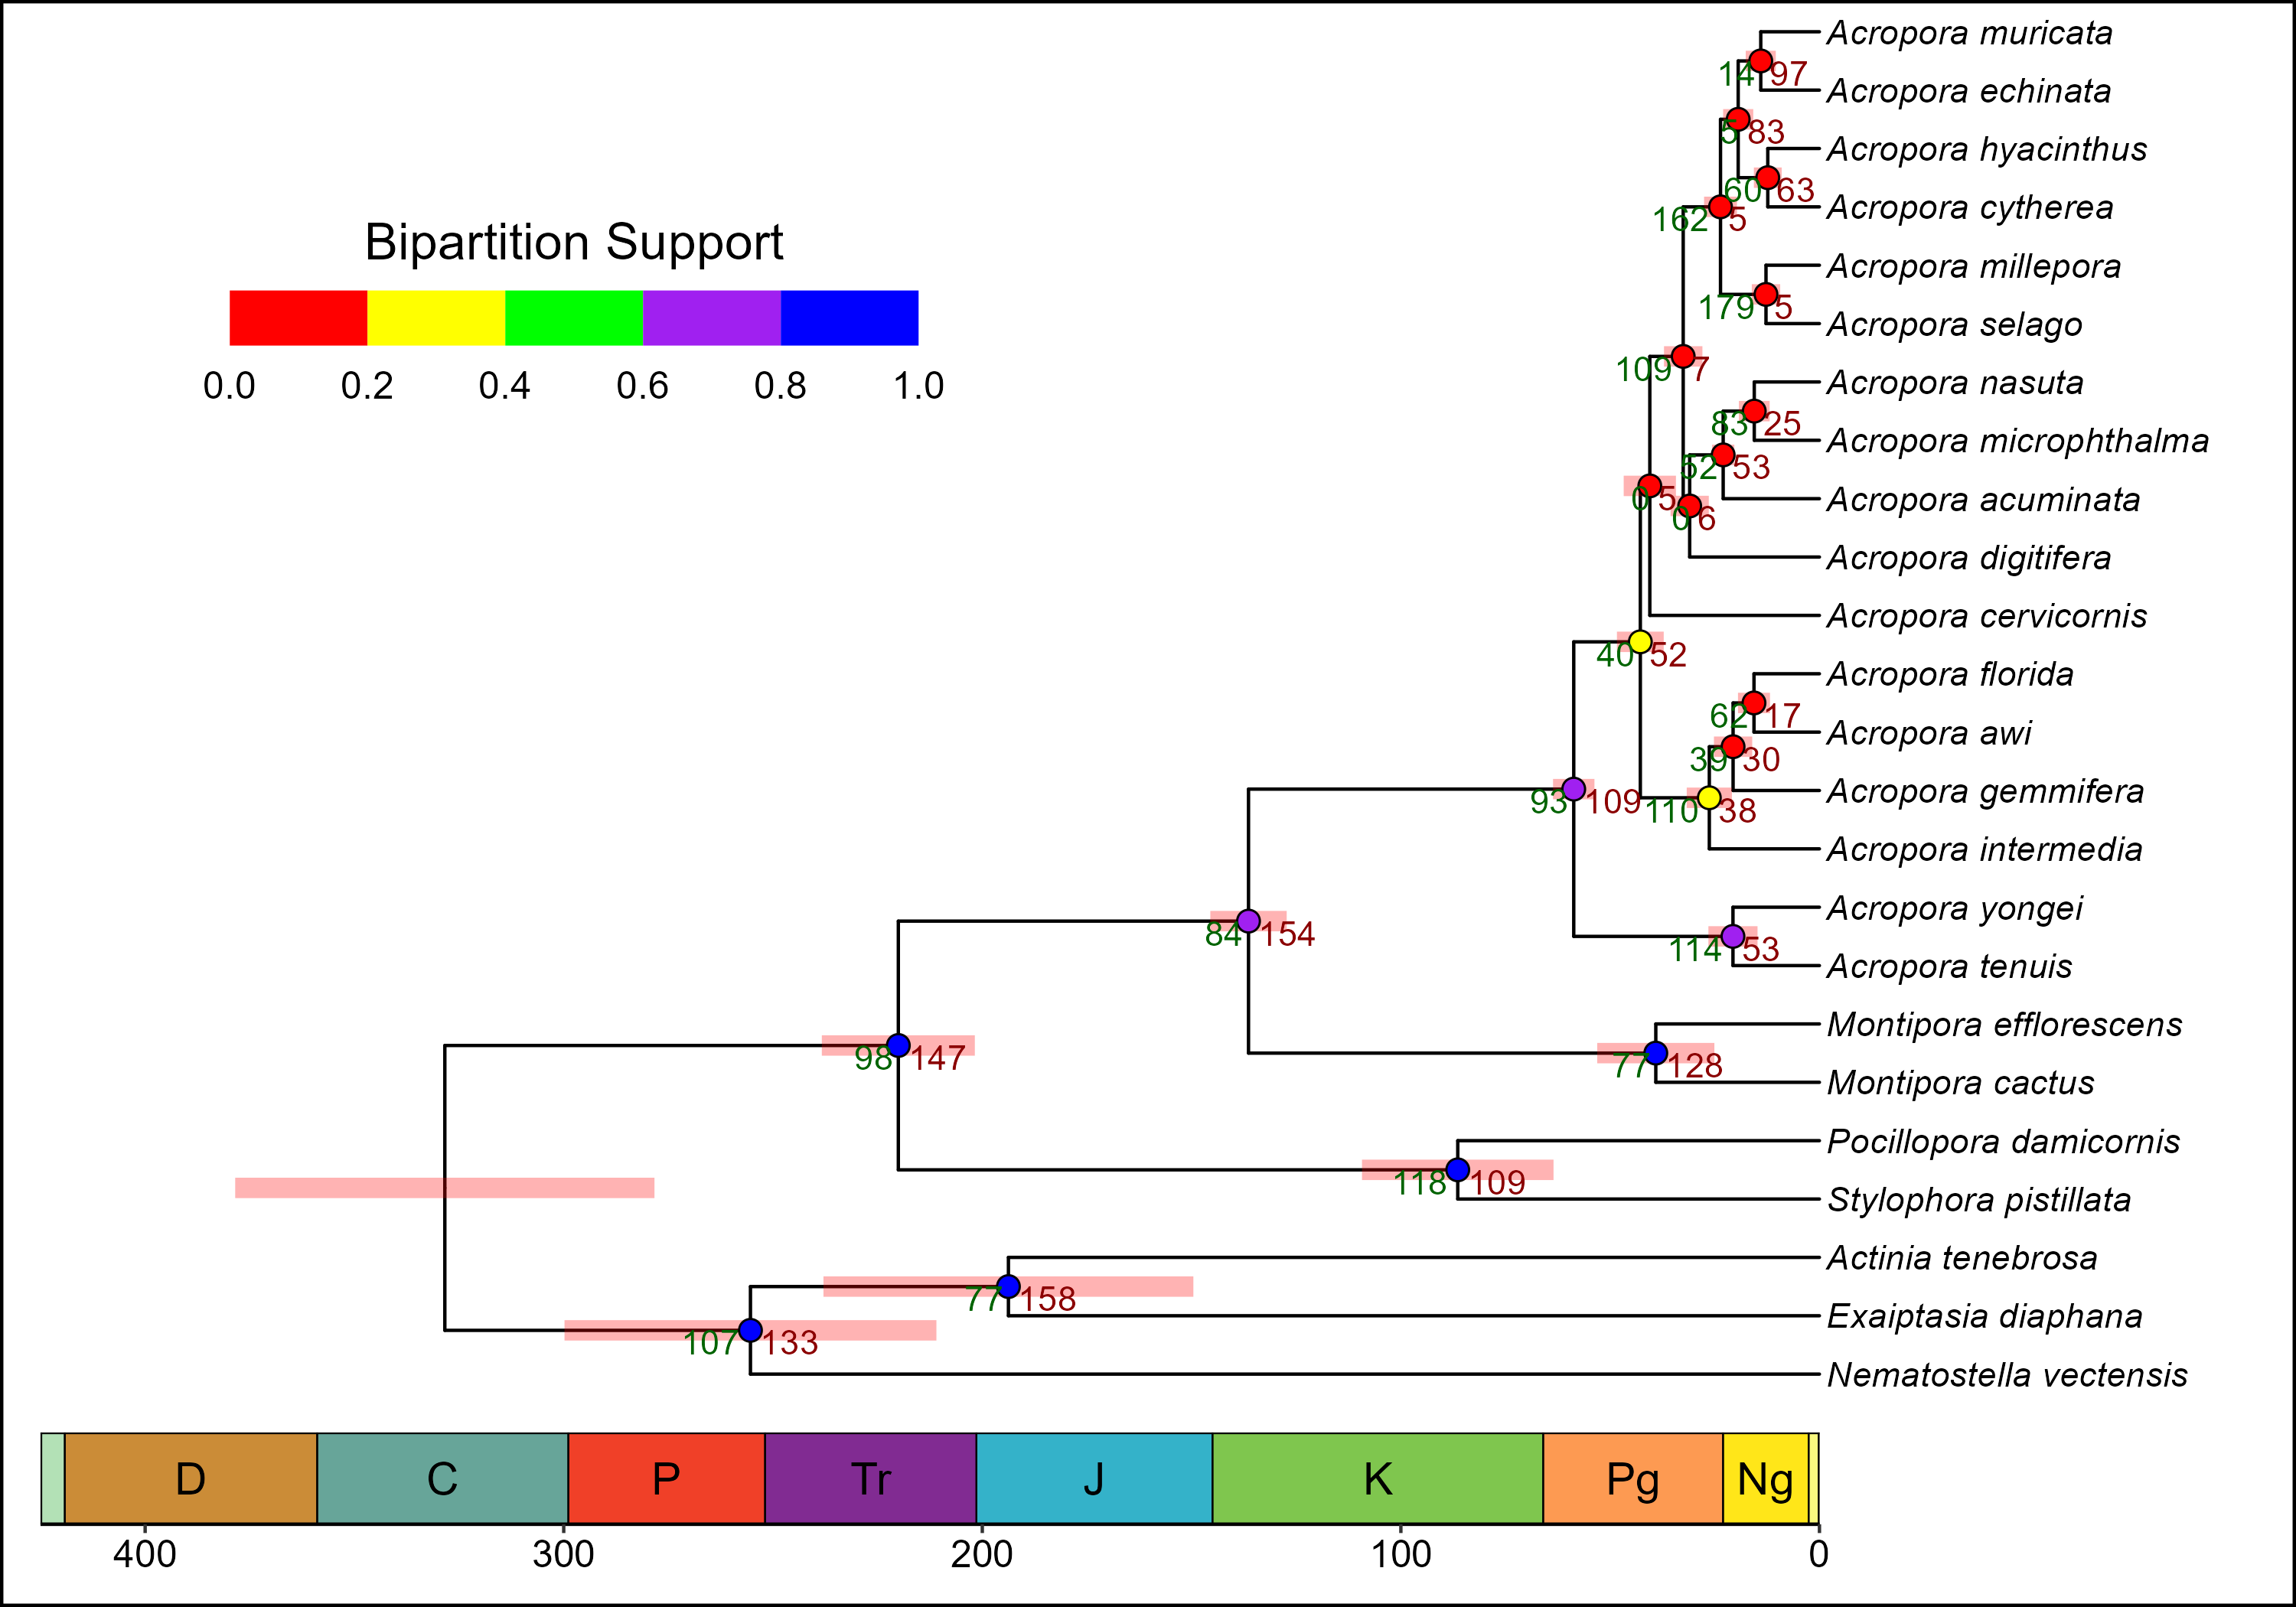 Acropora muricata
14 97
Acropora echinata
5 83
Acropora hyacinthus
60 63
Acropora cytherea
162 5
Bipartition Support
Acropora millepora
179 5
Acropora selago
109 7
0.0 0.2 0.4 0.6 0.8 1.0
Acropora nasuta
83 25
Acropora microphthalma
52 53
Acropora acuminata
0 5
0 6
Acropora digitifera
Acropora cervicornis
40 52
Acropora florida
62 17
Acropora awi
39 30
Acropora gemmifera
93 109
110 38
Acropora intermedia
Acropora yongei
84 154
114 53
Acropora tenuis
Montipora efflorescens
98 147
77 128
Montipora cactus
Pocillopora damicornis
118 109
Stylophora pistillata
Actinia tenebrosa
77 158
Exaiptasia diaphana
107 133
Nematostella vectensis
D C P Tr J K Pg Ng
400 300 200 100 0